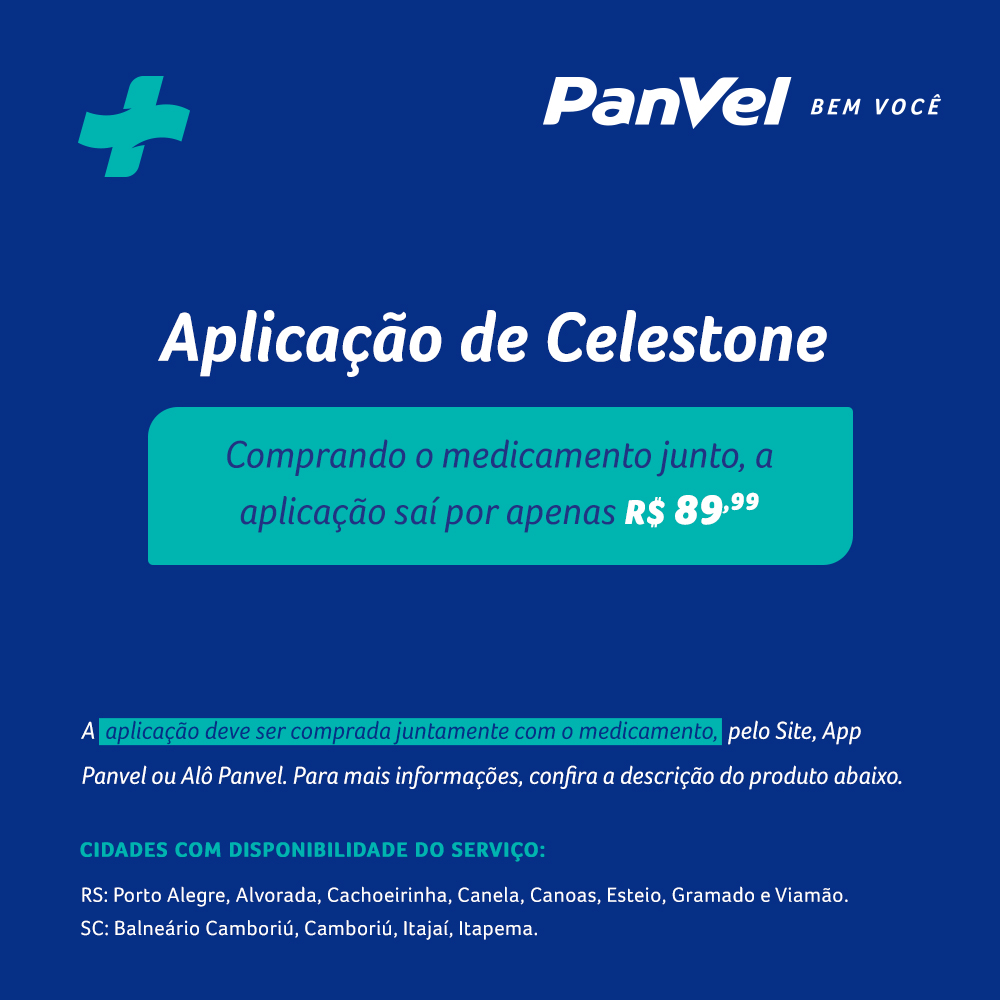 PanVel BEM VOCÊ
Aplicação de Celestone
Comprando o medicamento junto, a
aplicação saí por apenas R$ 89,99
A aplicação deve ser comprada juntamente com o medicamento, pelo Site, App
Panvel ou Alô Panvel. Para mais informações, confira a descrição do produto abaixo.
CIDADES COM DISPONIBILIDADE DO SERVIÇO:
RS: Porto Alegre, Alvorada, Cachoeirinha, Canela, Canoas, Esteio, Gramado e Viamão.
SC: Balneário Camboriú, Camboriú, Itajaí, Itapema.